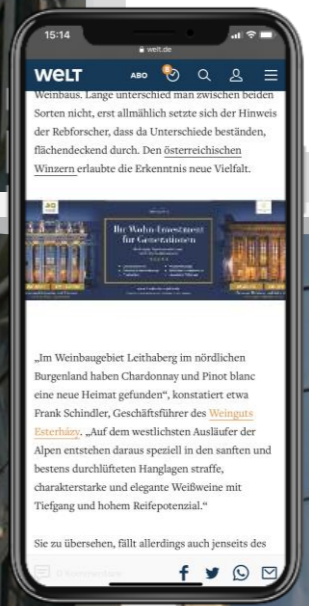 15:14
welt.de
WELT
ABO
Weinbaus. Lange unterschied man zwischen beiden
Sorten nicht, erst allmählich setzte sich der Hinweis
der Rebforscher, dass da Unterschiede beständen,
flächendeckend durch. Den österreichischen
Winzern erlaubte die Erkenntnis neue Vielfalt.
Ihr Wohn-Investment
für Generationen
„Im Weinbaugebiet Leithaberg im nördlichen
Burgenland haben Chardonnay und Pinot blanc
eine neue Heimat gefunden“, konstatiert etwa
Frank Schindler, Geschäftsführer des Weinguts
Esterházy. „Auf dem westlichsten Ausläufer der
Alpen entstehen daraus speziell in den sanften und
bestens durchlüfteten Hanglagen straffe,
charakterstarke und elegante Weißweine mit
Tiefgang und hohem Reifepotenzial.“
Sie zu übersehen, fällt allerdings auch jenseits des